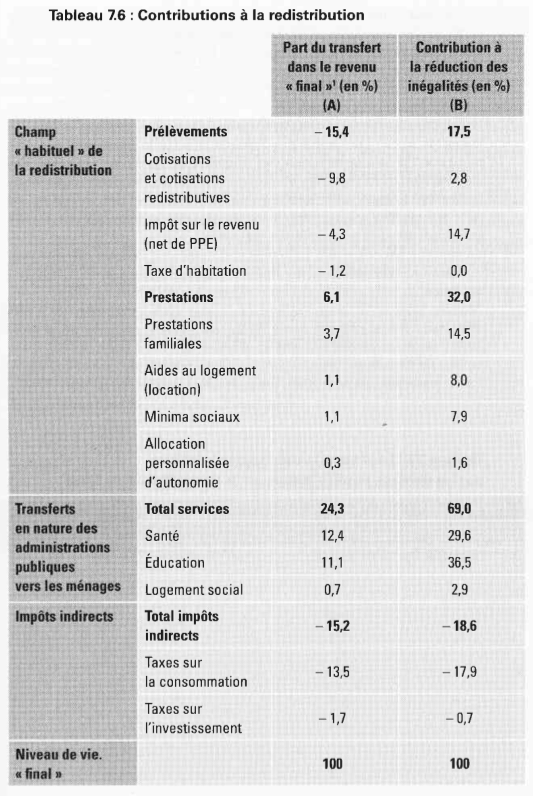 Tableau 7.6 : Contributions à la redistribution
Part du transfert
dans le revenu
« final »¹ (en %)
(A)
Contribution à
la réduction des
inégalités (en %)
(B)
Champ
« habituel » de
la redistribution
Prélèvements
– 15,4
17,5
Cotisations
et cotisations
redistributives
– 9,8
2,8
Impôt sur le revenu
(net de PPE)
– 4,3
14,7
Taxe d'habitation
– 1,2
0,0
Prestations
6,1
32,0
Prestations
familiales
3,7
14,5
Aides au logement
(location)
1,1
8,0
Minima sociaux
1,1
7,9
Allocation
personnalisée
d'autonomie
0,3
1,6
Transferts
en nature des
administrations
publiques
vers les ménages
Total services
24,3
69,0
Santé
12,4
29,6
Éducation
11,1
36,5
Logement social
0,7
2,9
Impôts indirects
Total impôts
indirects
– 15,2
– 18,6
Taxes sur
la consommation
– 13,5
– 17,9
Taxes sur
l'investissement
– 1,7
– 0,7
Niveau de vie.
« final »
100
100